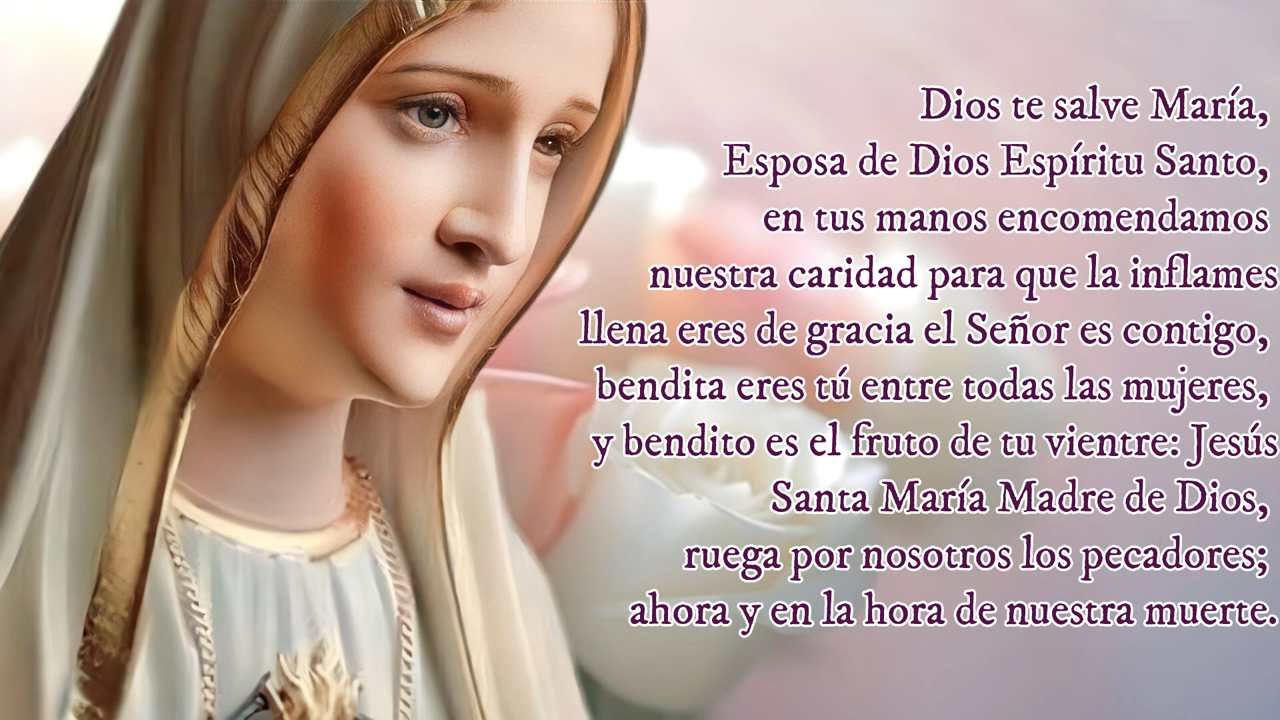 Dios te salve María,
Esposa de Dios Espíritu Santo,
en tus manos encomendamos
nuestra caridad para que la inflames
llena eres de gracia el Señor es contigo,
bendita eres tú entre todas las mujeres,
y bendito es el fruto de tu vientre: Jesús
Santa María Madre de Dios,
ruega por nosotros los pecadores;
ahora y en la hora de nuestra muerte.